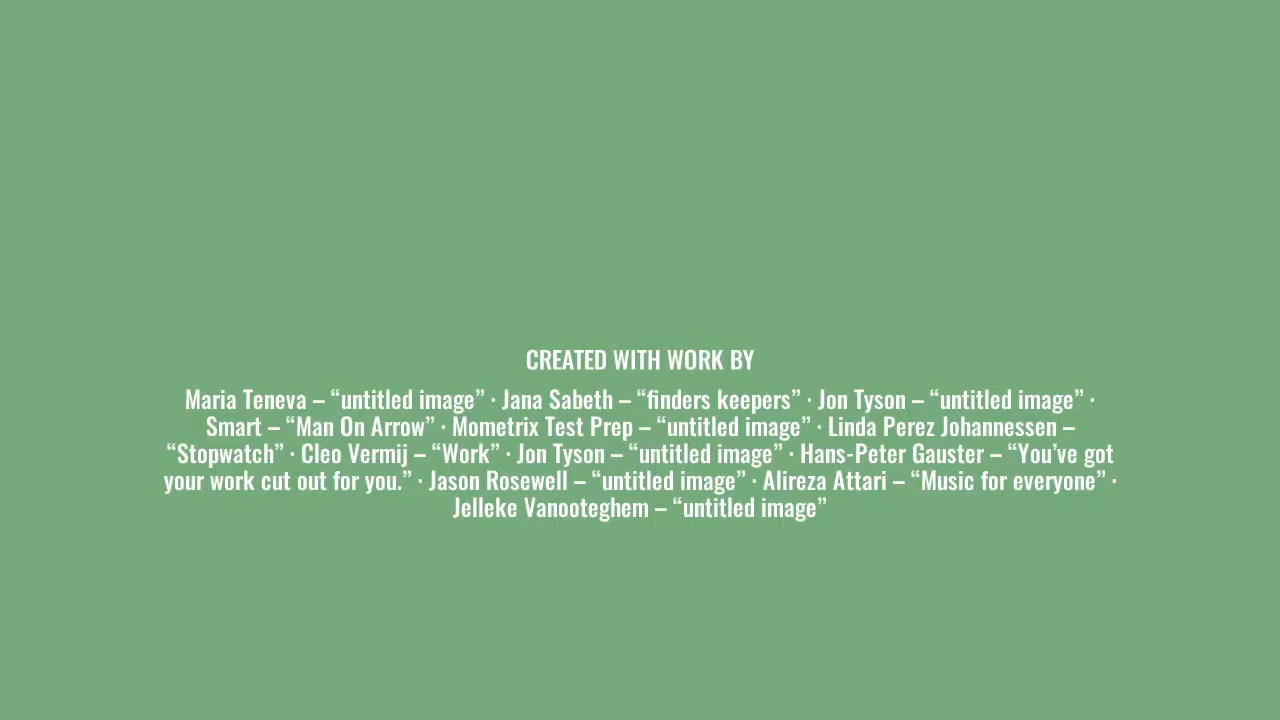 CREATED WITH WORK BY
Maria Teneva – “untitled image” · Jana Sabeth – “finders keepers” · Jon Tyson – “untitled image” ·
Smart – “Man On Arrow” · Mometrix Test Prep – “untitled image” · Linda Perez Johannessen –
“Stopwatch” · Cleo Vermij – “Work” · Jon Tyson – “untitled image” · Hans-Peter Gauster – “You’ve got
your work cut out for you.” · Jason Rosewell – “untitled image” · Alireza Attari – “Music for everyone” ·
Jelleke Vanooteghem – “untitled image”